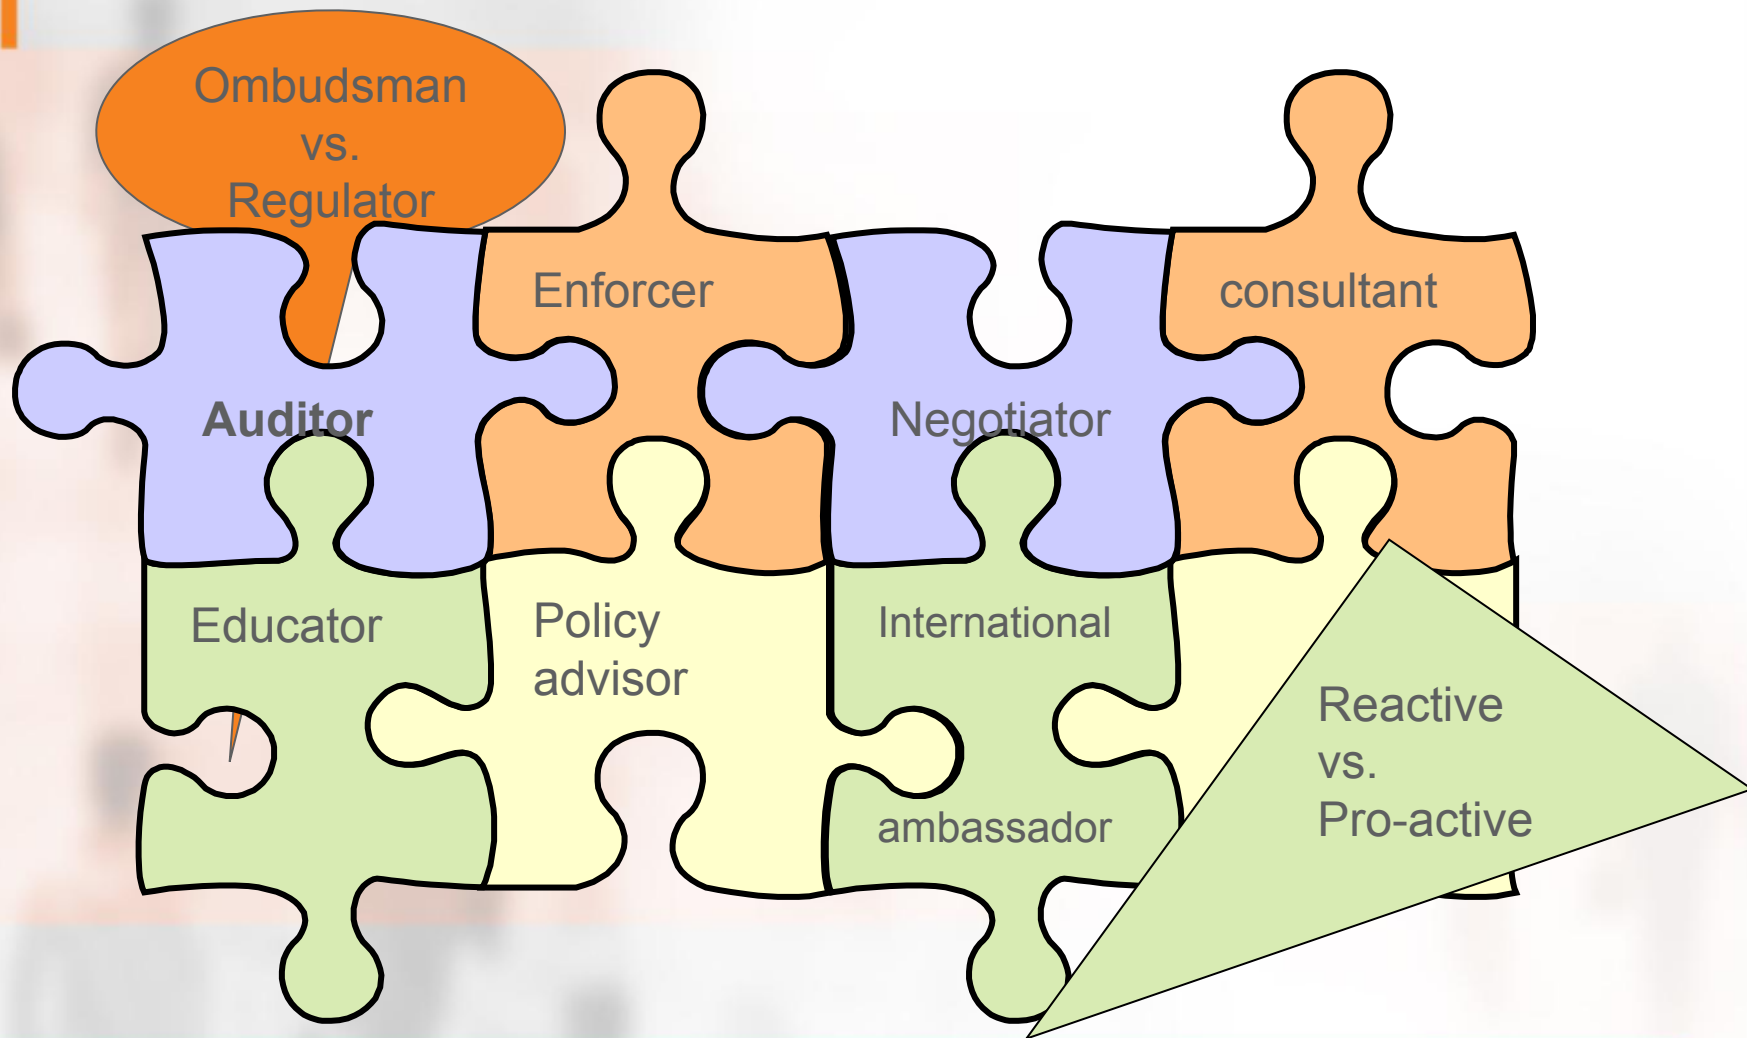 Ombudsman
vs.
Regulator
Enforcer
consultant
Auditor
Negotiator
Educator
Policy
advisor
International
ambassador
Reactive
vs.
Pro-active